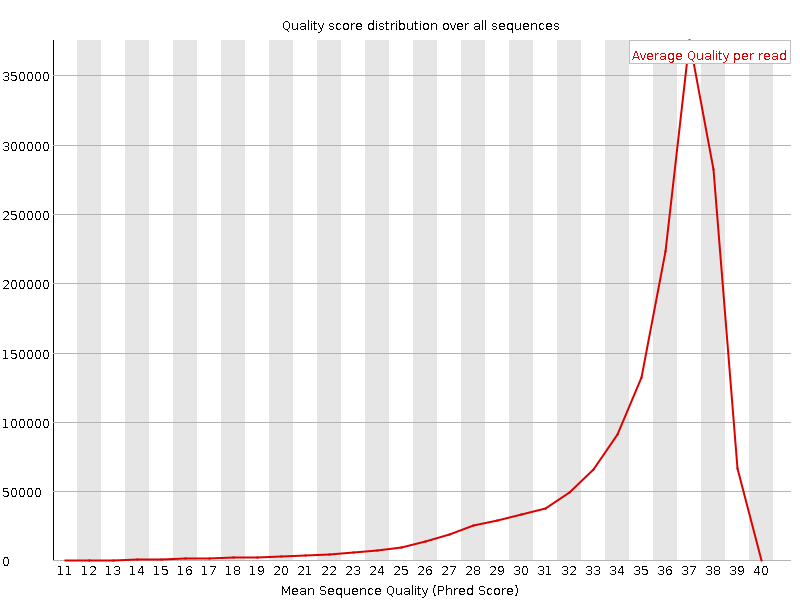 Quality score distribution over all sequences
Average Quality per read
350000
300000
250000
200000
150000
100000
50000
0
11 12 13 14 15 16 17 18 19 20 21 22 23 24 25 26 27 28 29 30 31 32 33 34 35 36 37 38 39 40
Mean Sequence Quality (Phred Score)